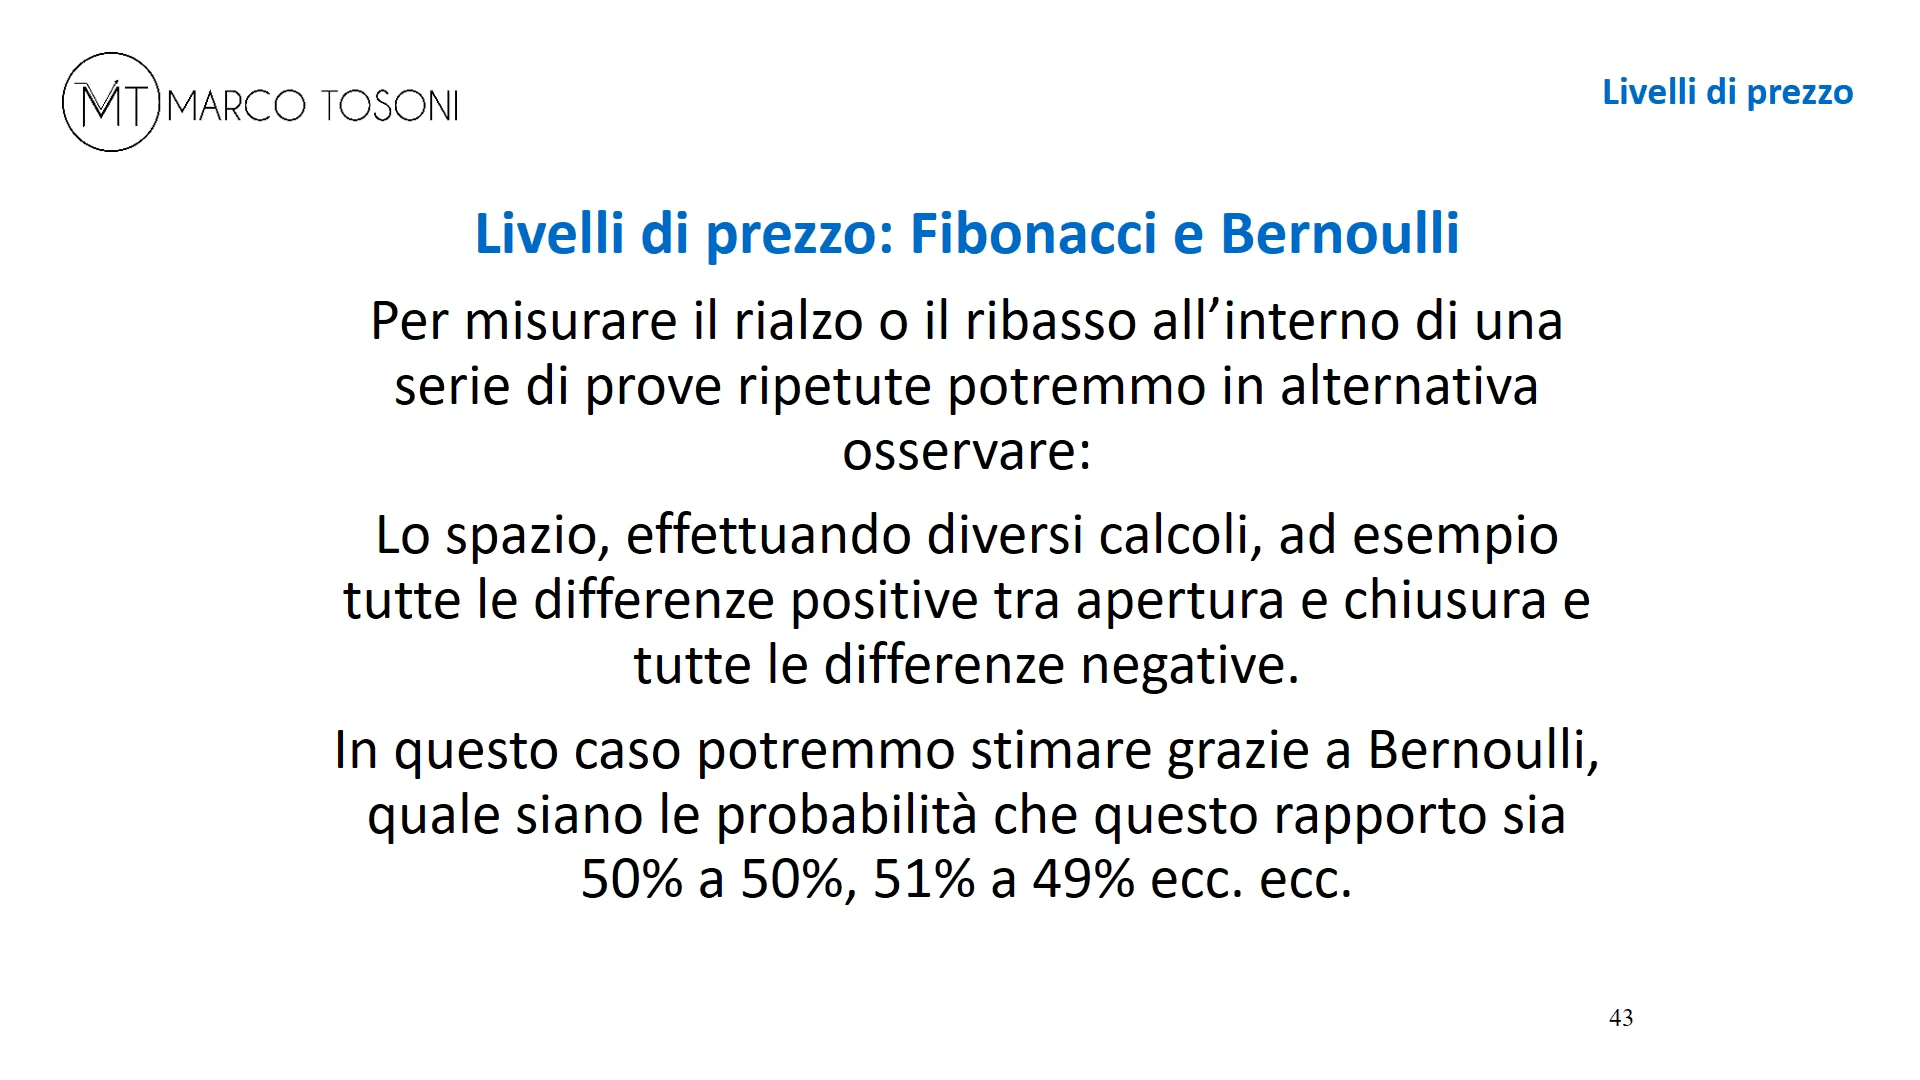 MT MARCO TOSONI
Livelli di prezzo
Livelli di prezzo: Fibonacci e Bernoulli
Per misurare il rialzo o il ribasso all’interno di una
serie di prove ripetute potremmo in alternativa
osservare:
Lo spazio, effettuando diversi calcoli, ad esempio
tutte le differenze positive tra apertura e chiusura e
tutte le differenze negative.
In questo caso potremmo stimare grazie a Bernoulli,
quale siano le probabilità che questo rapporto sia
50% a 50%, 51% a 49% ecc. ecc.
43